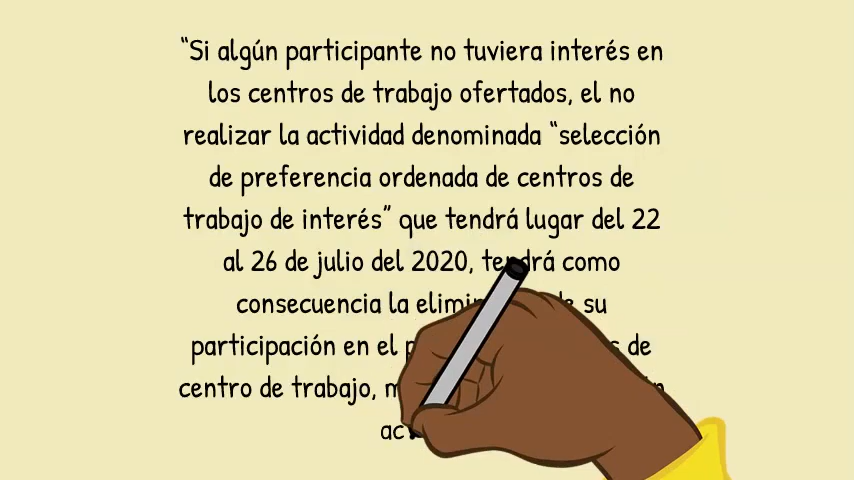 “Si algún participante no tuviera interés en
los centros de trabajo ofertados, el no
realizar la actividad denominada “selección
de preferencia ordenada de centros de
trabajo de interés” que tendrá lugar del 22
al 26 de julio del 2020, tendrá como
consecuencia la su
participación en el de
centro de trabajo,